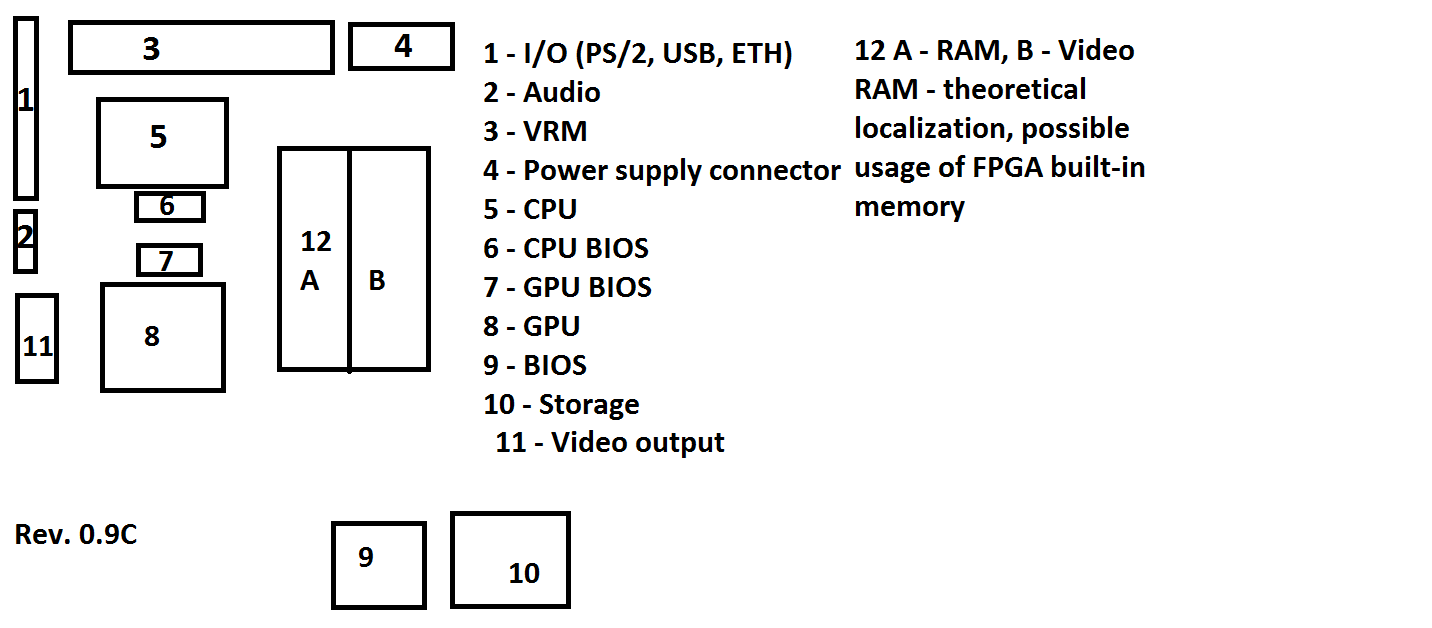 3
4
1
5
6
2
7
12
A
B
8
11
1 - I/O (PS/2, USB, ETH)
2 - Audio
3 - VRM
4 - Power supply connector
5 - CPU
6 - CPU BIOS
7 - GPU BIOS
8 - GPU
9 - BIOS
10 - Storage
11 - Video output
12 A - RAM, B - Video
RAM - theoretical
localization, possible
usage of FPGA built-in
memory
Rev. 0.9C
9
10